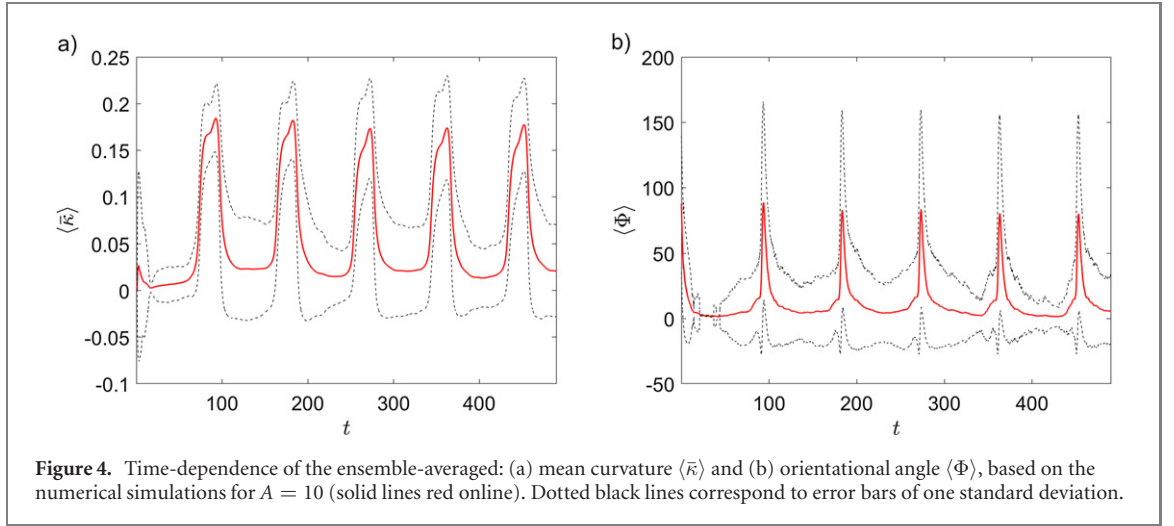 a)
0.25
0.2
0.15
0.1
0.05
0
-0.05
-0.1
⟨κ̄⟩
100 200 300 400
t
b)
200
150
100
50
0
-50
⟨Φ⟩
100 200 300 400
t
Figure 4. Time-dependence of the ensemble-averaged: (a) mean curvature ⟨κ̄⟩ and (b) orientational angle ⟨Φ⟩, based on the
numerical simulations for A = 10 (solid lines red online). Dotted black lines correspond to error bars of one standard deviation.